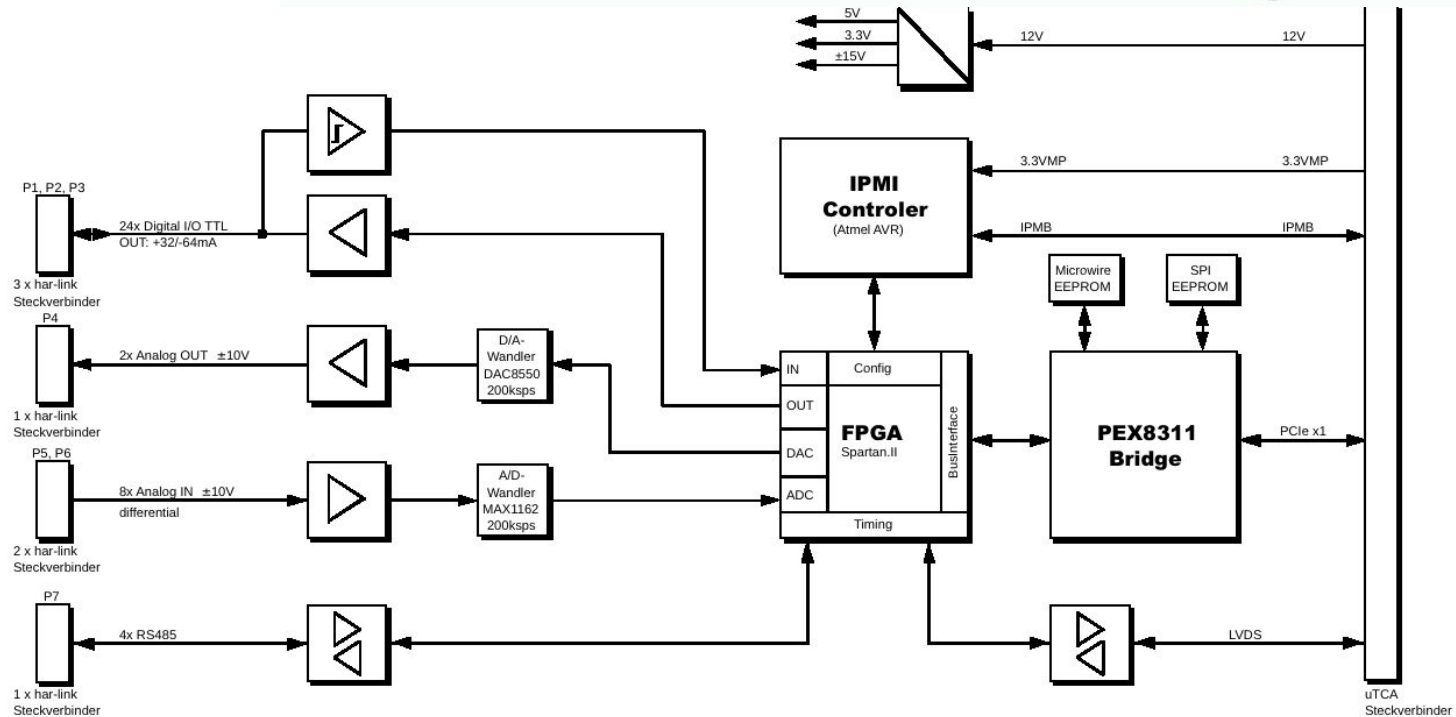 5V
3.3V
±15V
12V
12V
3.3VMP
3.3VMP
IPMI
Controler
(Atmel AVR)
IPMB
IPMB
P1, P2, P3
24x Digital I/O TTL
OUT: +32/-64mA
3 x har-link
Steckverbinder
Microwire
EEPROM
SPI
EEPROM
P4
2x Analog OUT ±10V
D/A-
Wandler
DAC8550
200ksps
1 x har-link
Steckverbinder
IN
Config
OUT
FPGA
Spartan.II
DAC
ADC
BusInterface
Timing
PEX8311
Bridge
PCIe x1
P5, P6
8x Analog IN ±10V
differential
A/D-
Wandler
MAX1162
200ksps
2 x har-link
Steckverbinder
P7
4x RS485
LVDS
1 x har-link
Steckverbinder
uTCA
Steckverbinder